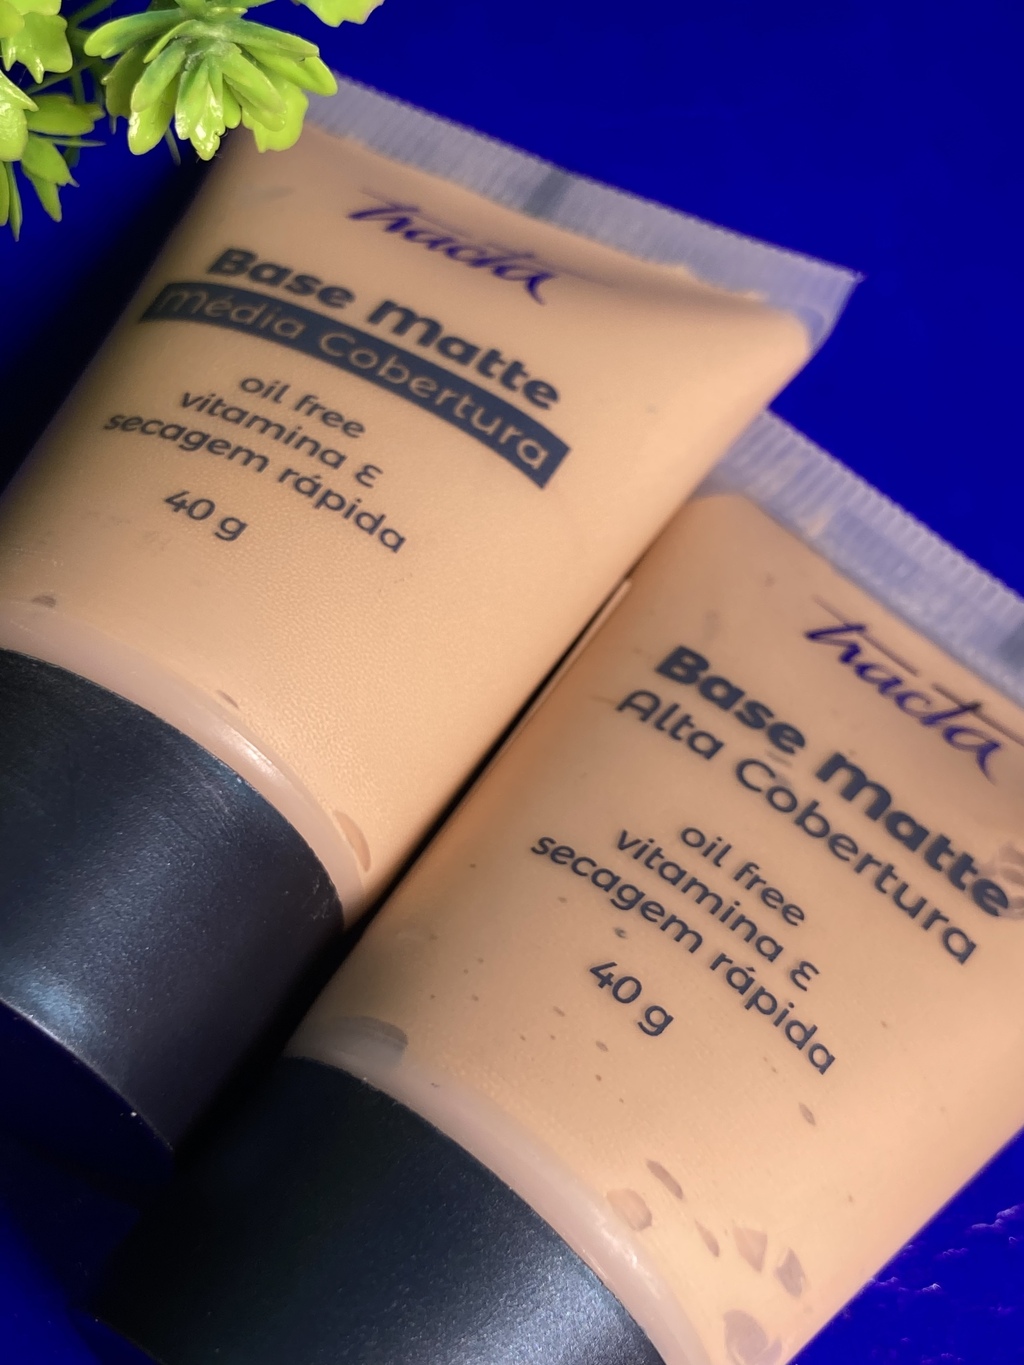 tracta
Base Matte
Média Cobertura
oil free
vitamina E
secagem rápida
40 g
tracta
Base Matte
Alta Cobertura
oil free
vitamina E
secagem rápida
40 g